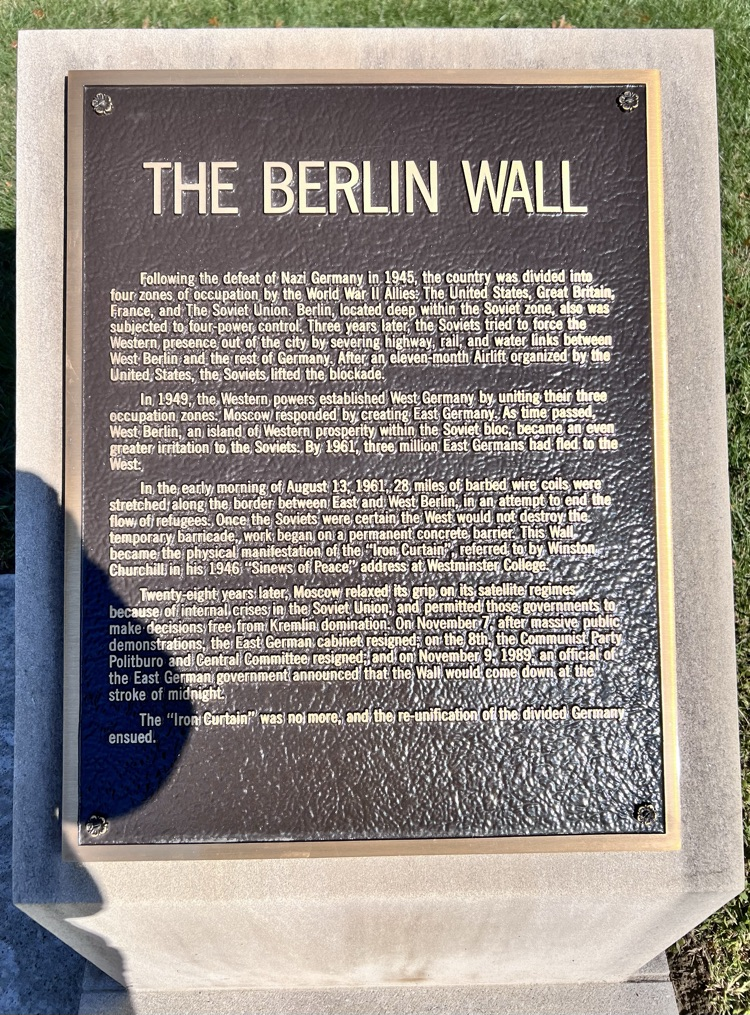 THE BERLIN WALL
Following the defeat of Nazi Germany in 1945, the country was divided into
four zones of occupation by the World War II Allies: The United States, Great Britain,
France, and The Soviet Union. Berlin, located deep within the Soviet zone, also was
subjected to four-power control. Three years later, the Soviets tried to force the
Western presence out of the city by severing highway, rail, and water links between
West Berlin and the rest of Germany. After an eleven-month Airlift organized by the
United States, the Soviets lifted the blockade.
In 1949, the Western powers established West Germany by uniting their three
occupation zones: Moscow responded by creating East Germany. As time passed,
West Berlin, an island of Western prosperity within the Soviet bloc, became an even
greater irritation to the Soviets. By 1961, three million East Germans had fled to the
West.
In the early morning of August 13, 1961, 28 miles of barbed wire coils were
stretched along the border between East and West Berlin, in an attempt to end the
flow of refugees. Once the Soviets were certain the West would not destroy the
temporary barricade, work began on a permanent concrete barrier. This Wall
became the physical manifestation of the "Iron Curtain", referred to by Winston
Churchill in his 1946 "Sinews of Peace" address at Westminster College.
Twenty-eight years later, Moscow relaxed its grip on its satellite regimes
because of internal crises in the Soviet Union, and permitted those governments to
make decisions free from Kremlin domination. On November 7, after massive public
demonstrations, the East German cabinet resigned; on the 8th, the Communist Party
Politburo and Central Committee resigned; and on November 9, 1989, an official of
the East German government announced that the Wall would come down at the
stroke of midnight.
The "Iron Curtain" was no more, and the re-unification of the divided Germany
ensued.